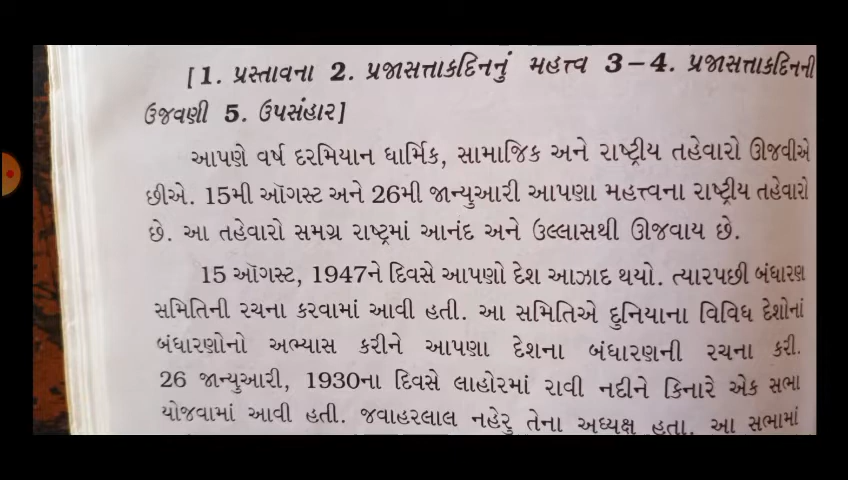 [1. પ્રસ્તાવના 2. પ્રજાસત્તાકદિનનું મહત્ત્વ 3–4. પ્રજાસત્તાકદિનની
ઉજવણી 5. ઉપસંહાર]
આપણે વર્ષ દરમિયાન ધાર્મિક, સામાજિક અને રાષ્ટ્રીય તહેવારો ઊજવીએ
છીએ. 15મી ઑગસ્ટ અને 26મી જાન્યુઆરી આપણા મહત્ત્વના રાષ્ટ્રીય તહેવારો
છે. આ તહેવારો સમગ્ર રાષ્ટ્રમાં આનંદ અને ઉલ્લાસથી ઊજવાય છે.
15 ઑગસ્ટ, 1947ને દિવસે આપણો દેશ આઝાદ થયો. ત્યારપછી બંધારણ
સમિતિની રચના કરવામાં આવી હતી. આ સમિતિએ દુનિયાના વિવિધ દેશોનાં
બંધારણોનો અભ્યાસ કરીને આપણા દેશના બંધારણની રચના કરી.
26 જાન્યુઆરી, 1930ના દિવસે લાહોરમાં રાવી નદીને કિનારે એક સભા
યોજવામાં આવી હતી. જવાહરલાલ નહેરુ તેના અધ્યક્ષ હતા. આ સભામાં